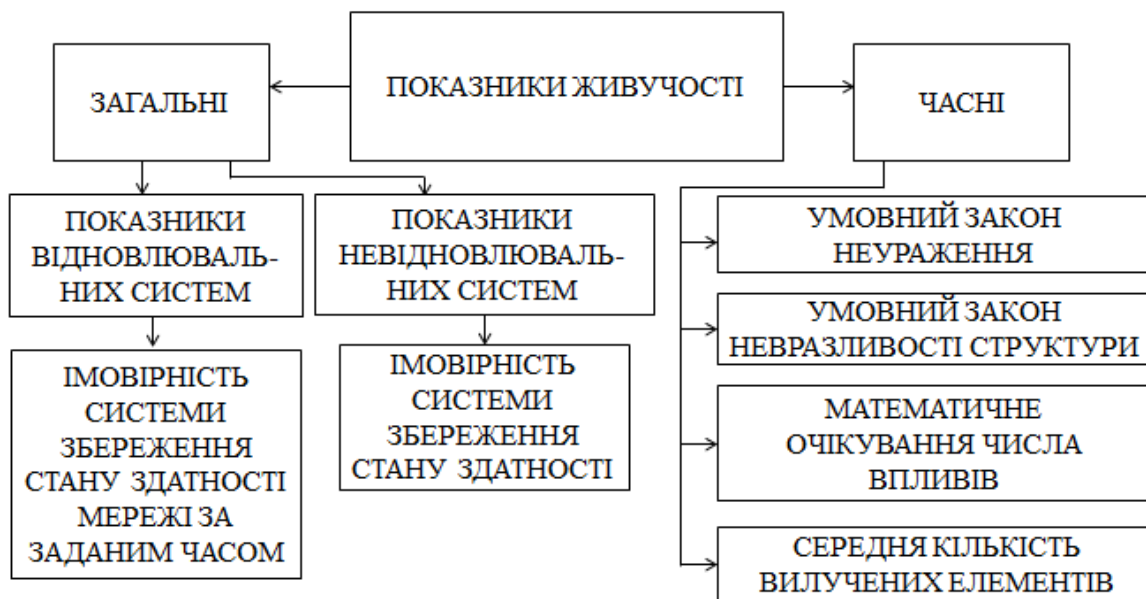 ПОКАЗНИКИ ЖИВУЧОСТІ
ЗАГАЛЬНІ
ЧАСНІ
ПОКАЗНИКИ
ВІДНОВЛЮВАЛЬ-
НИХ СИСТЕМ
ПОКАЗНИКИ
НЕВІДНОВЛЮВАЛЬ-
НИХ СИСТЕМ
ІМОВІРНІСТЬ
СИСТЕМИ
ЗБЕРЕЖЕННЯ
СТАНУ ЗДАТНОСТІ
МЕРЕЖІ ЗА
ЗАДАНИМ ЧАСОМ
ІМОВІРНІСТЬ
СИСТЕМИ
ЗБЕРЕЖЕННЯ
СТАНУ ЗДАТНОСТІ
УМОВНИЙ ЗАКОН
НЕУРАЖЕННЯ
УМОВНИЙ ЗАКОН
НЕВРАЗЛИВОСТІ СТРУКТУРИ
МАТЕМАТИЧНЕ
ОЧІКУВАННЯ ЧИСЛА
ВПЛИВІВ
СЕРЕДНЯ КІЛЬКІСТЬ
ВИЛУЧЕНИХ ЕЛЕМЕНТІВ